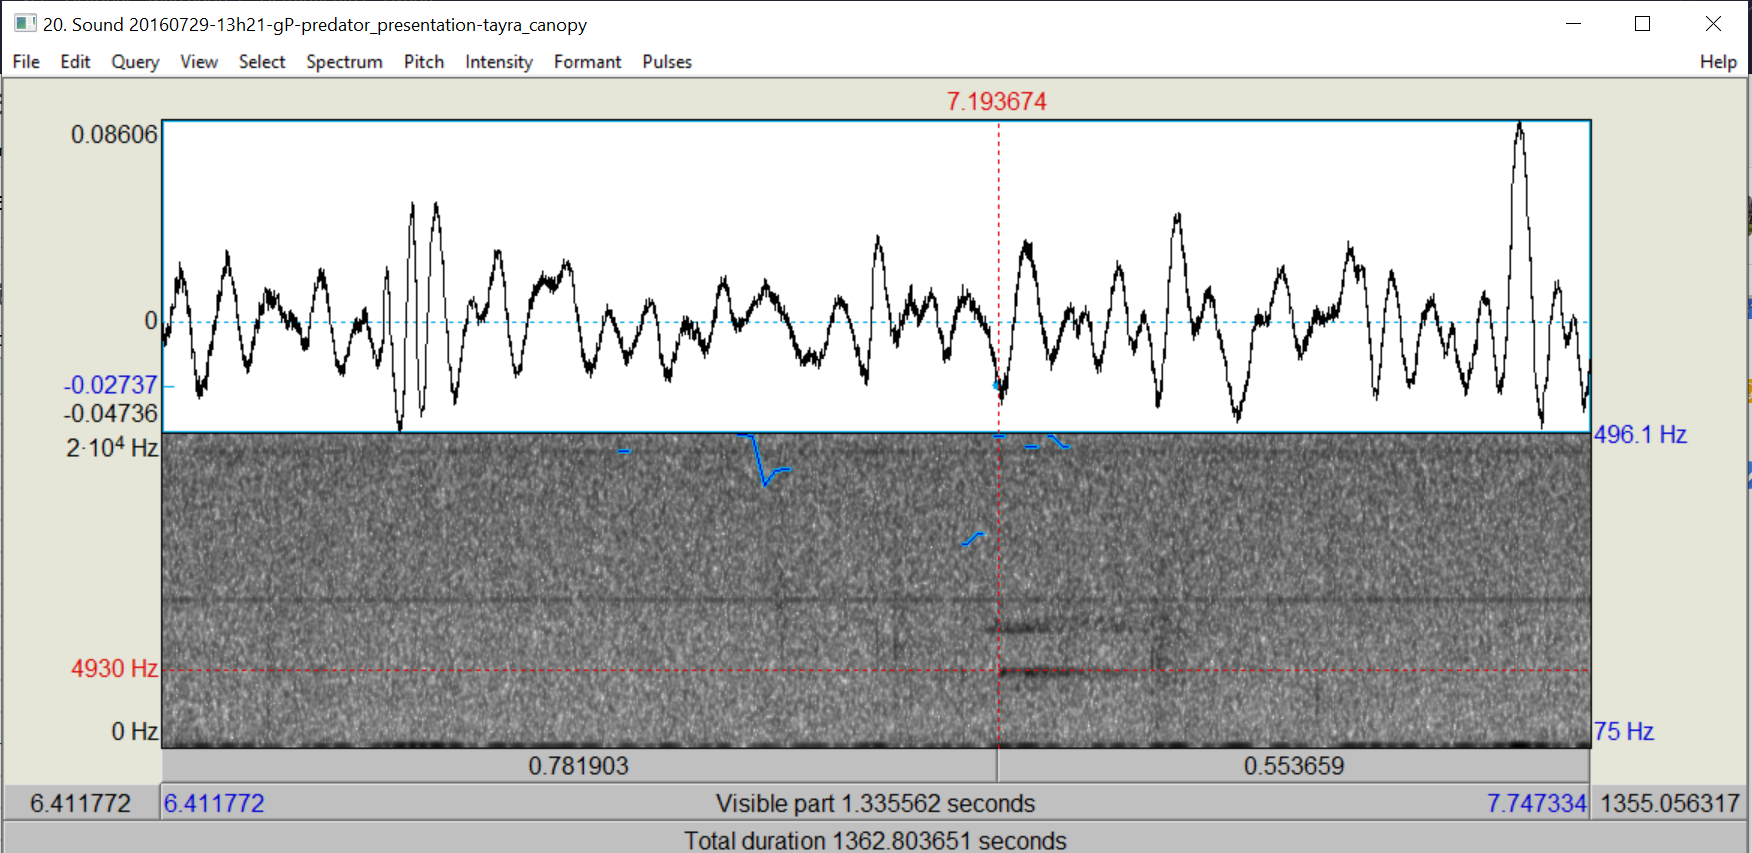 20. Sound 20160729-13h21-gP-predator_presentation-tayra_canopy
File Edit Query View Select Spectrum Pitch Intensity Formant Pulses Help
7.193674
0.08606
0
-0.02737
-0.04736
2·10⁴ Hz 496.1 Hz
4930 Hz
0 Hz 75 Hz
0.781903 0.553659
6.411772 6.411772 Visible part 1.335562 seconds 7.747334 1355.056317
Total duration 1362.803651 seconds